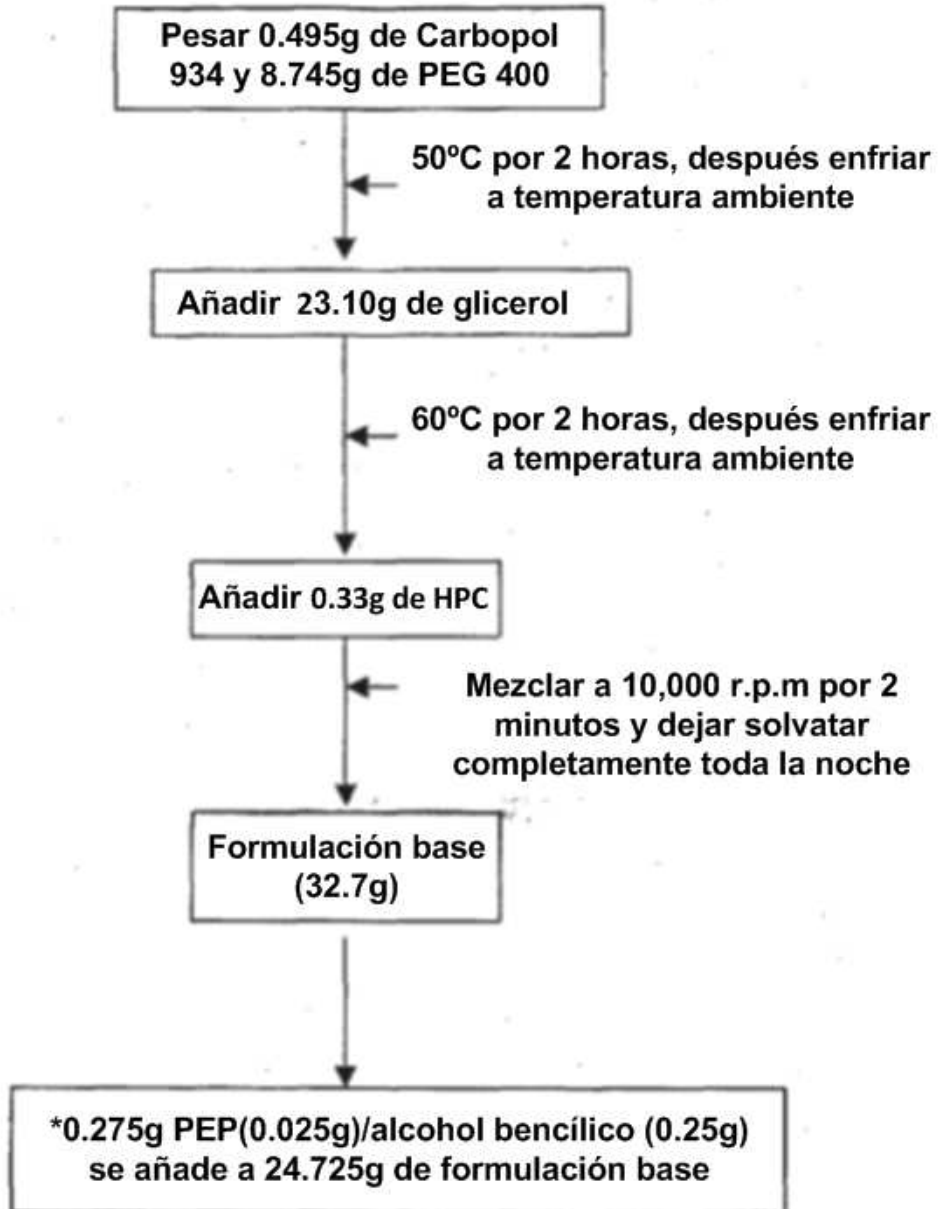 Pesar 0.495g de Carbopol
934 y 8.745g de PEG 400
50ºC por 2 horas, después enfriar
a temperatura ambiente
Añadir 23.10g de glicerol
60ºC por 2 horas, después enfriar
a temperatura ambiente
Añadir 0.33g de HPC
Mezclar a 10,000 r.p.m por 2
minutos y dejar solvatar
completamente toda la noche
Formulación base
(32.7g)
*0.275g PEP(0.025g)/alcohol bencílico (0.25g)
se añade a 24.725g de formulación base